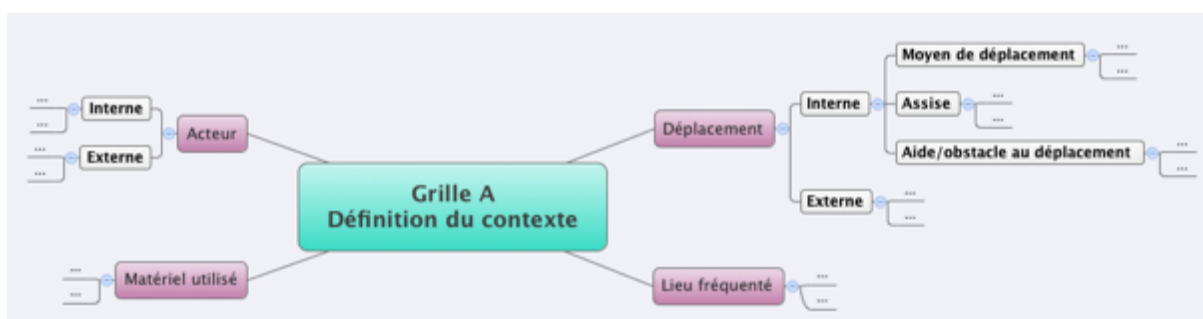 Moyen de déplacement
...
...
Interne
...
...
Acteur
Externe
...
...
Déplacement
Interne
Assise
...
...
Aide/obstacle au déplacement
...
...
Externe
...
...
Grille A
Définition du contexte
Matériel utilisé
...
...
Lieu fréquenté
...
...